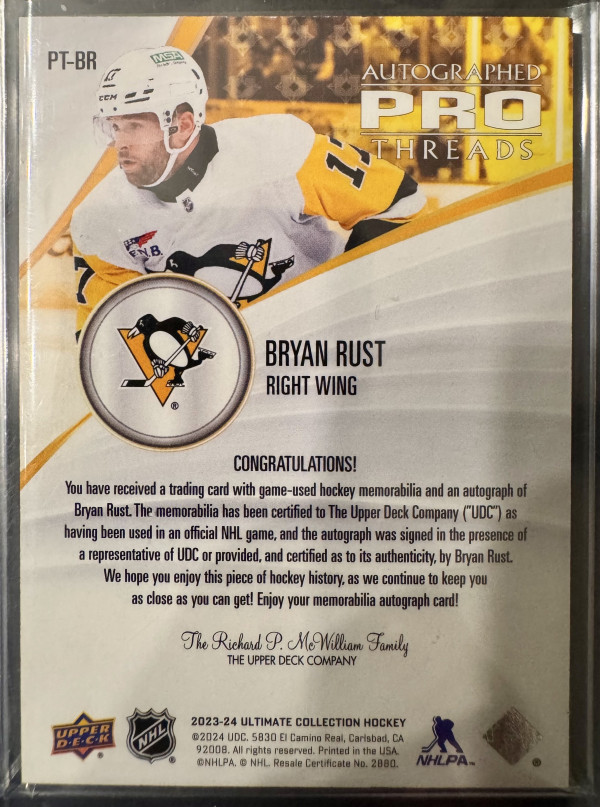 PT-BR
MSA
CCM
17
F.N.B.
7
AUTOGRAPHED
PRO
THREADS
®
BRYAN RUST
RIGHT WING
CONGRATULATIONS!
You have received a trading card with game-used hockey memorabilia and an autograph of
Bryan Rust. The memorabilia has been certified to The Upper Deck Company ("UDC") as
having been used in an official NHL game, and the autograph was signed in the presence of
a representative of UDC or provided, and certified as to its authenticity, by Bryan Rust.
We hope you enjoy this piece of hockey history, as we continue to keep you
as close as you can get! Enjoy your memorabilia autograph card!
The Richard P. McWilliam Family
THE UPPER DECK COMPANY
UPPER
DECK
NHL
2023-24 ULTIMATE COLLECTION HOCKEY
©2024 UDC. 5830 El Camino Real, Carlsbad, CA
92008. All rights reserved. Printed in the USA.
©NHLPA. © NHL. Resale Certificate No. 2880.
NHLPA
®